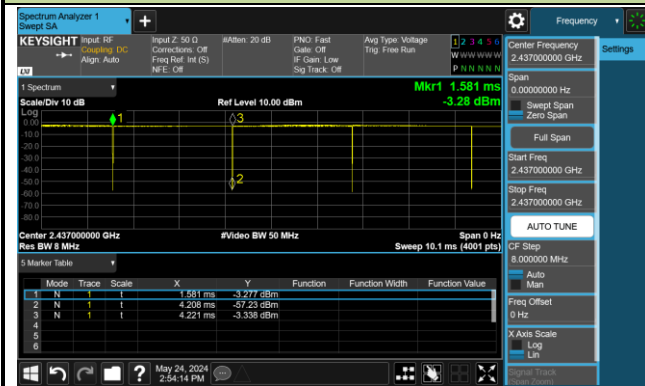 Spectrum Analyzer 1
Swept SA
+
Frequency
KEYSIGHT
Input: RF
Coupling: DC
Align: Auto
Input Z: 50 Ω
Corrections: Off
Freq Ref: Int (S)
NFE: Off
#Atten: 20 dB
PNO: Fast
Gate: Off
IF Gain: Low
Sig Track: Off
Avg Type: Voltage
Trig: Free Run
1 2 3 4 5 6
W W W W W W
P N N N N N
LXI
1 Spectrum
Scale/Div 10 dB
Ref Level 10.00 dBm
Mkr1 1.581 ms
-3.28 dBm
Log
0.00
-10.0
-20.0
-30.0
-40.0
-50.0
-60.0
-70.0
-80.0
1
3
2
Center 2.437000000 GHz
#Video BW 50 MHz
Span 0 Hz
Res BW 8 MHz
Sweep 10.1 ms (4001 pts)
5 Marker Table
Mode Trace Scale X Y Function Function Width Function Value
1 N 1 t 1.581 ms -3.277 dBm
2 N 1 t 4.208 ms -57.23 dBm
3 N 1 t 4.221 ms -3.338 dBm
4
5
6
May 24, 2024
2:54:14 PM
?
Settings
Center Frequency
2.437000000 GHz
Span
0.00000000 Hz
Swept Span
Zero Span
Full Span
Start Freq
2.437000000 GHz
Stop Freq
2.437000000 GHz
AUTO TUNE
CF Step
8.000000 MHz
Auto
Man
Freq Offset
0 Hz
X Axis Scale
Log
Lin
Signal Track
(Span Zoom)